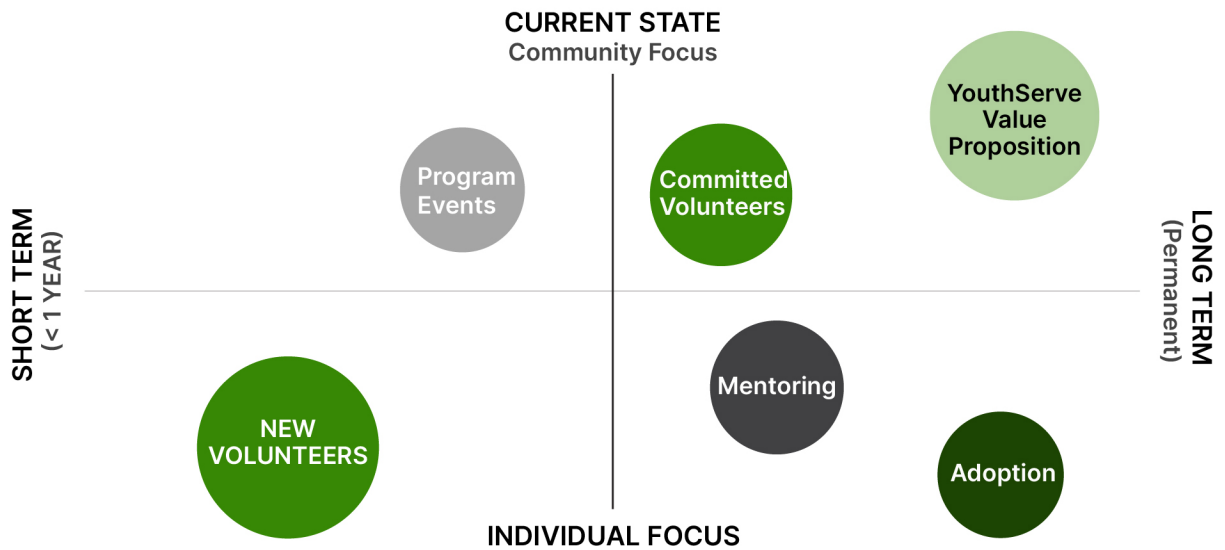 CURRENT STATE
Community Focus
YouthServe
Value
Proposition
Program
Events
Committed
Volunteers
SHORT TERM
(< 1 YEAR)
LONG TERM
(Permanent)
Mentoring
NEW
VOLUNTEERS
Adoption
INDIVIDUAL FOCUS